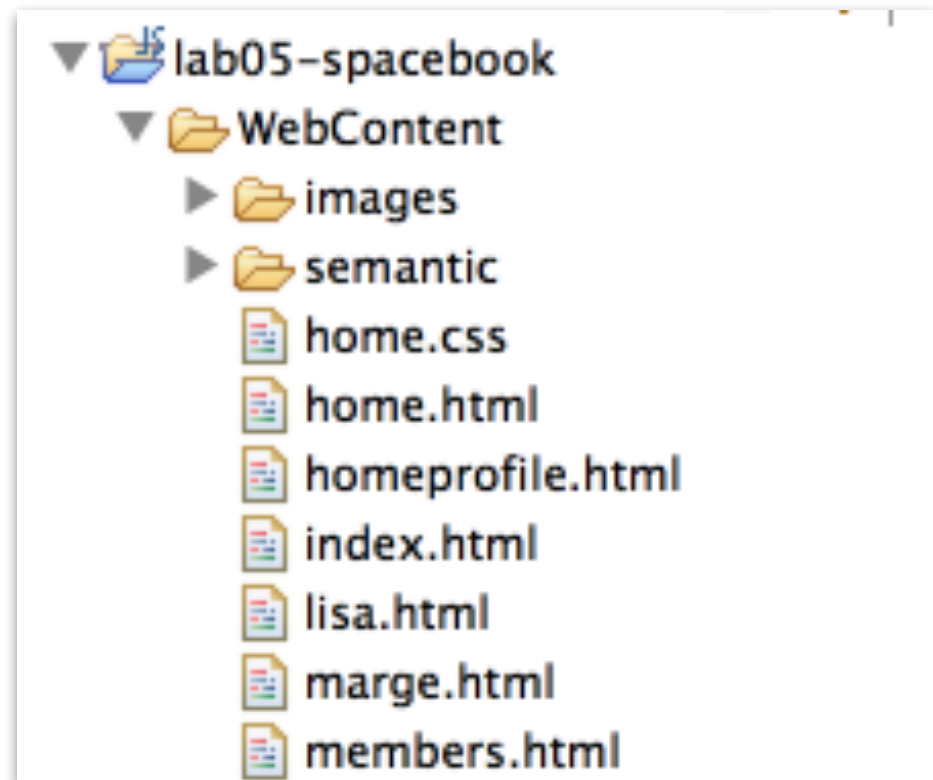 lab05-spacebook
WebContent
images
semantic
home.css
home.html
homeprofile.html
index.html
lisa.html
marge.html
members.html